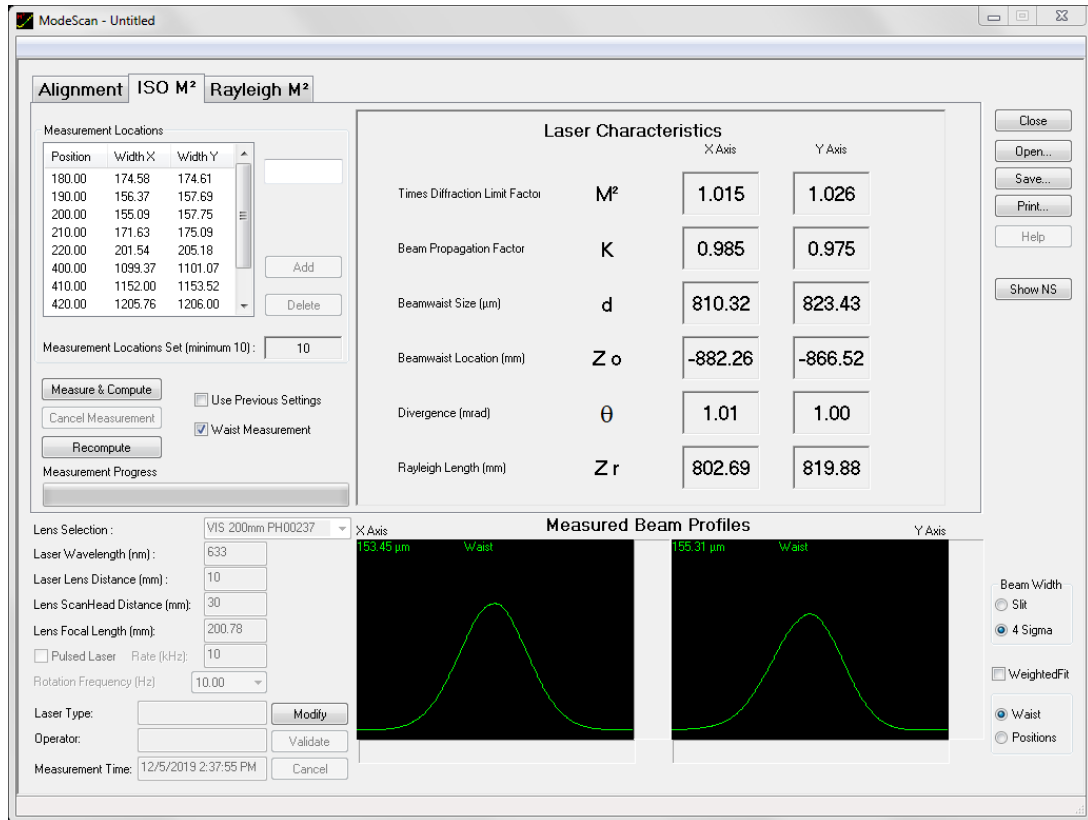 ModeScan - Untitled
Alignment ISO M² Rayleigh M²
Measurement Locations
Position Width X Width Y
180.00 174.58 174.61
190.00 156.37 157.69
200.00 155.09 157.75
210.00 171.63 175.09
220.00 201.54 205.18
400.00 1099.37 1101.07
410.00 1152.00 1153.52
420.00 1205.76 1206.00
Add
Delete
Measurement Locations Set (minimum 10) : 10
Measure & Compute
Cancel Measurement
Recompute
Use Previous Settings
Waist Measurement
Measurement Progress
Laser Characteristics
X Axis Y Axis
Times Diffraction Limit Factor M² 1.015 1.026
Beam Propagation Factor K 0.985 0.975
Beamwaist Size (µm) d 810.32 823.43
Beamwaist Location (mm) Z o -882.26 -866.52
Divergence (mrad) θ 1.01 1.00
Rayleigh Length (mm) Z r 802.69 819.88
Close
Open...
Save...
Print...
Help
Show NS
Lens Selection : VIS 200mm PH00237
Laser Wavelength (nm) : 633
Laser Lens Distance (mm) : 10
Lens ScanHead Distance (mm): 30
Lens Focal Length (mm): 200.78
Pulsed Laser Rate (kHz): 10
Rotation Frequency (Hz) 10.00
Laser Type: Modify
Operator: Validate
Measurement Time: 12/5/2019 2:37:55 PM Cancel
Measured Beam Profiles
X Axis Y Axis
153.45 µm Waist
155.31 µm Waist
Beam Width
Slit
4 Sigma
WeightedFit
Waist
Positions